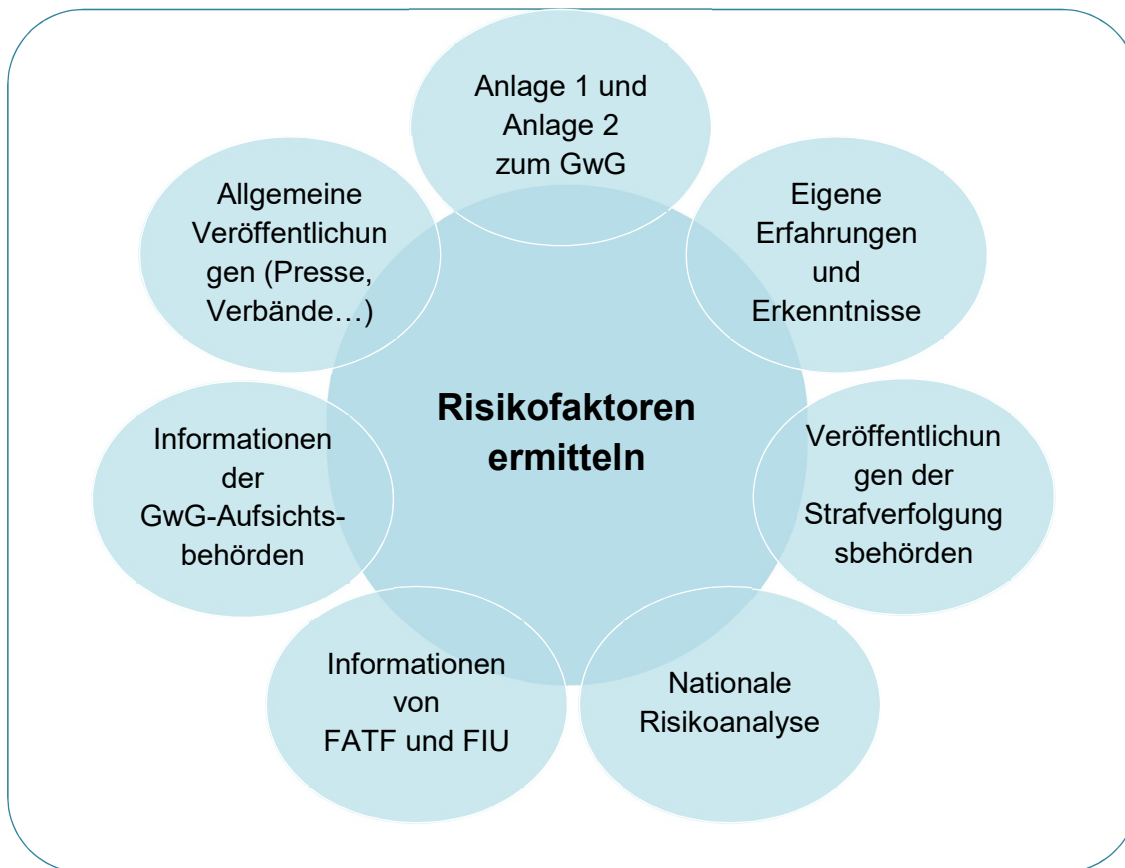 Anlage 1 und
Anlage 2
zum GwG
Eigene
Erfahrungen
und
Erkenntnisse
Veröffentlichun
gen der
Strafverfolgung
sbehörden
Nationale
Risikoanalyse
Informationen
von
FATF und FIU
Informationen
der
GwG-Aufsichts-
behörden
Allgemeine
Veröffentlichun
gen (Presse,
Verbände…)
Risikofaktoren
ermitteln